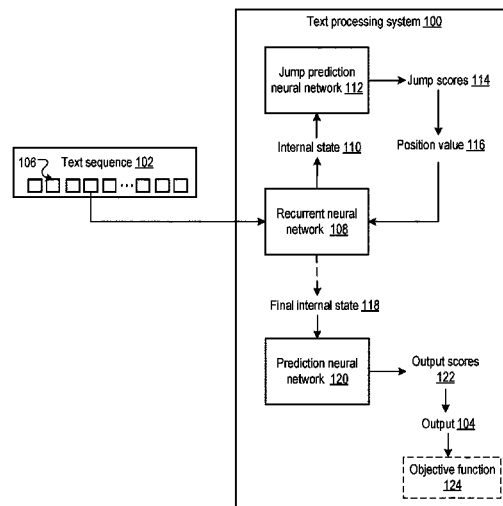 Text processing system 100
Jump prediction
neural network 112
Jump scores 114
Internal state 110
Position value 116
106
Text sequence 102
Recurrent neural
network 108
Final internal state 118
Prediction neural
network 120
Output scores
122
Output 104
Objective function
124